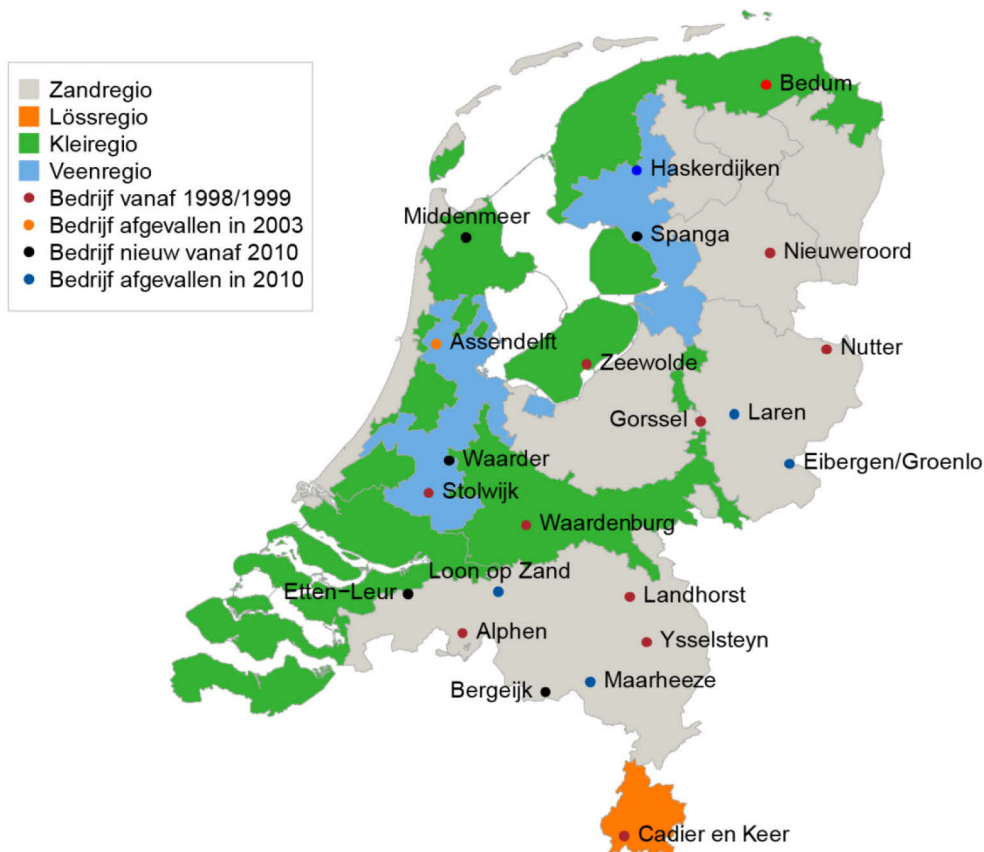 Zandregio
Lössregio
Kleiregio
Veenregio
Bedrijf vanaf 1998/1999
Bedrijf afgevallen in 2003
Bedrijf nieuw vanaf 2010
Bedrijf afgevallen in 2010
Bedum
Haskerdijken
Middenmeer
Spanga
Nieuweroord
Assendelft
Nutter
Zeewolde
Laren
Gorssel
Waarder
Eibergen/Groenlo
Stolwijk
Waardenburg
Loon op Zand
Etten−Leur
Landhorst
Alphen
Ysselsteyn
Maarheeze
Bergeijk
Cadier en Keer